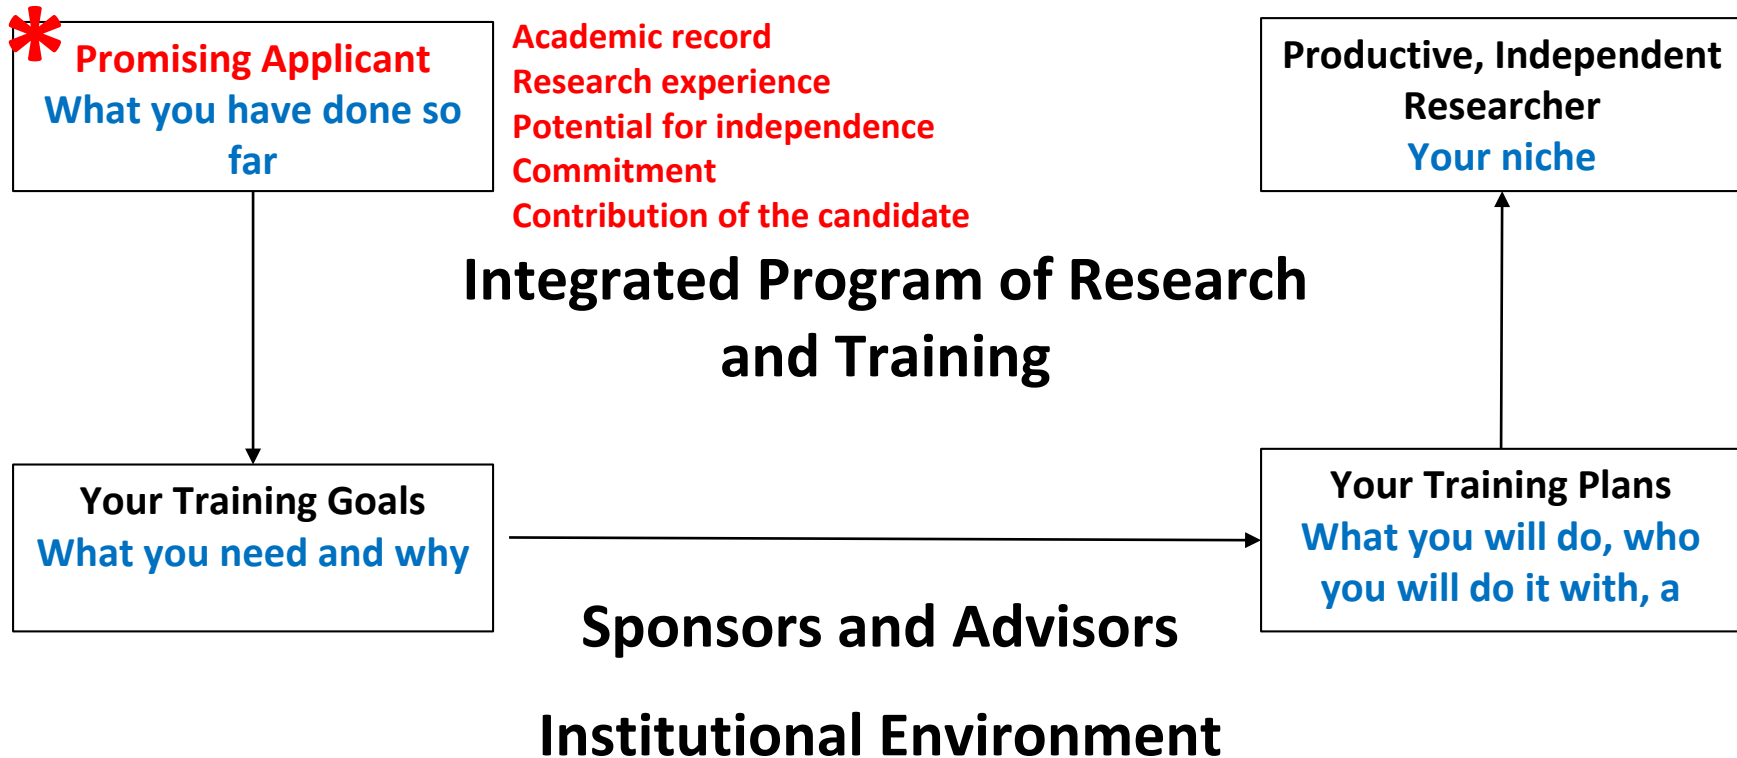 *
Promising Applicant
What you have done so
far
Academic record
Research experience
Potential for independence
Commitment
Contribution of the candidate
Productive, Independent
Researcher
Your niche
Integrated Program of Research
and Training
Your Training Goals
What you need and why
Your Training Plans
What you will do, who
you will do it with, a
Sponsors and Advisors
Institutional Environment